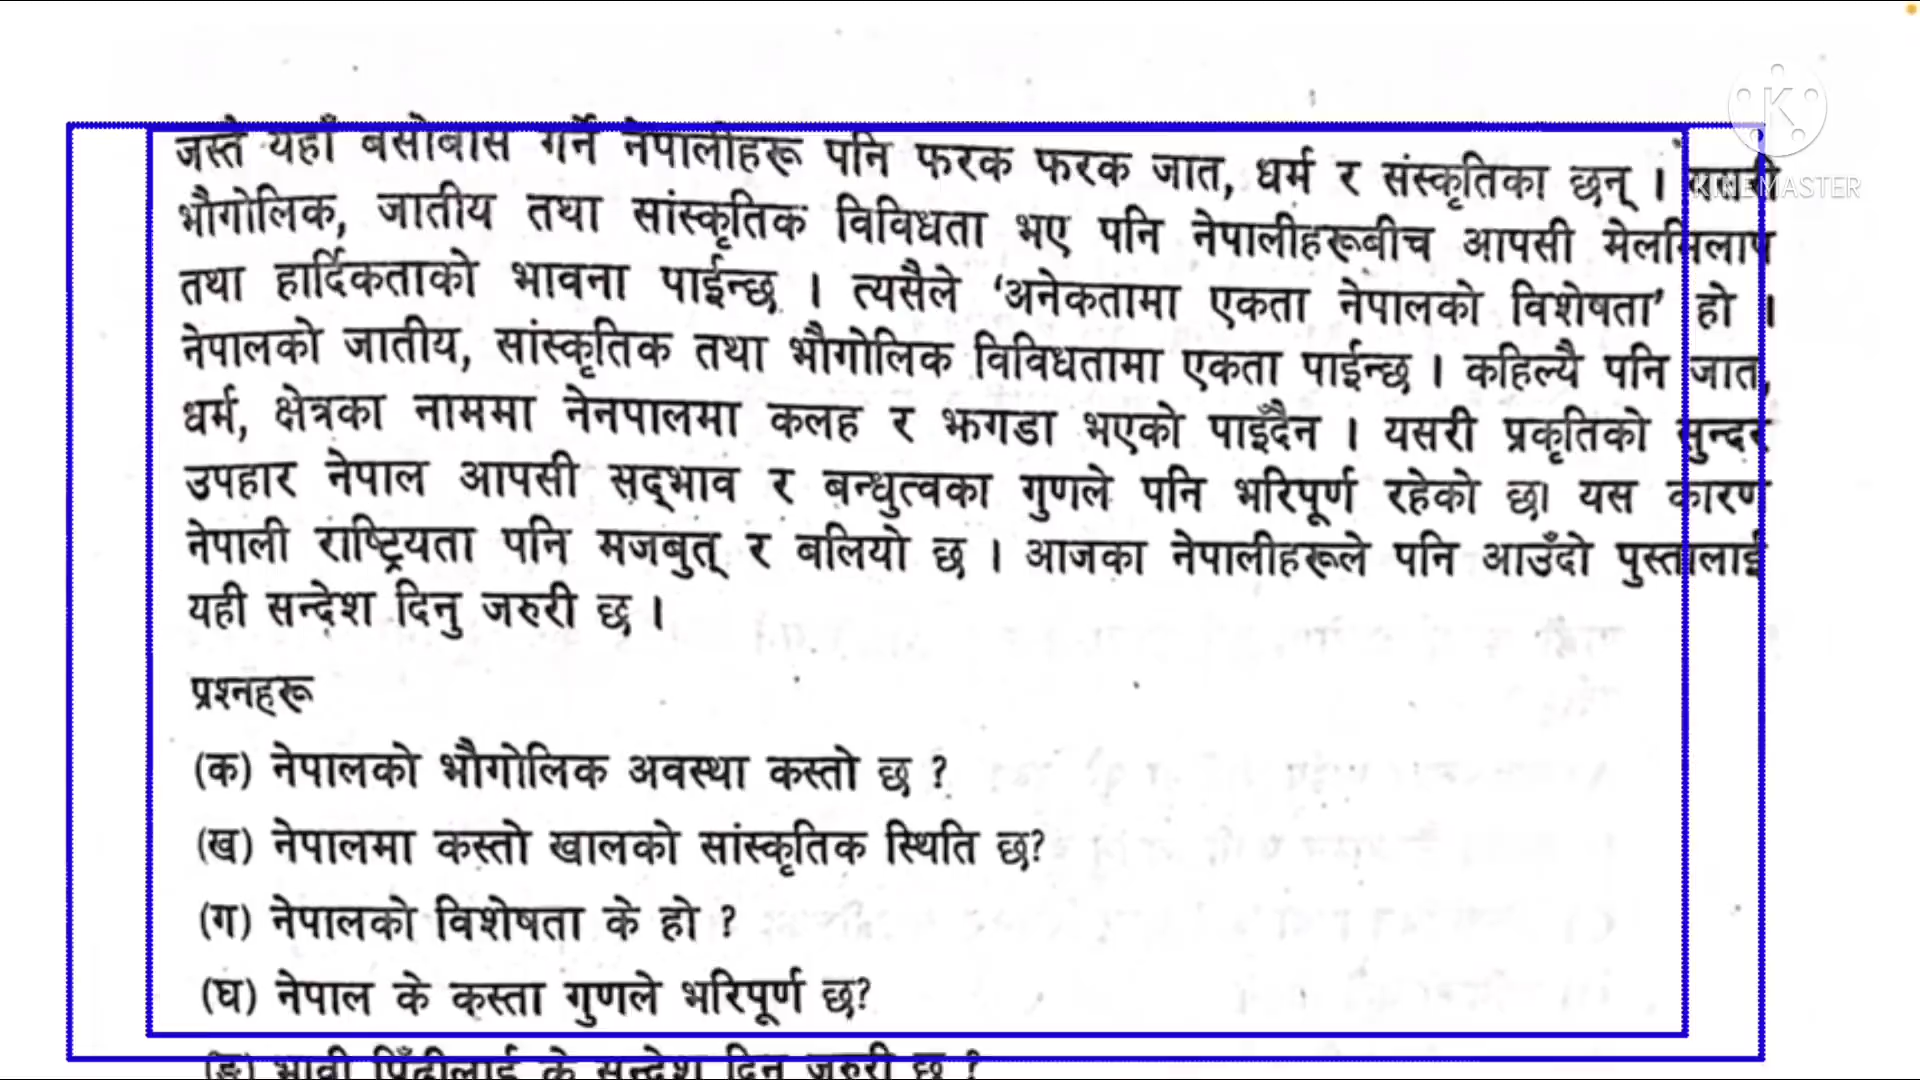 जस्तै यहाँ बसोबास गर्ने नेपालीहरू पनि फरक फरक जात, धर्म र संस्कृतिका छन् ।
भौगोलिक, जातीय तथा सांस्कृतिक विविधता भए पनि नेपालीहरूबीच आपसी मेलमिलाप
तथा हार्दिकताको भावना पाईन्छ । त्यसैले ‘अनेकतामा एकता नेपालको विशेषता’ हो ।
नेपालको जातीय, सांस्कृतिक तथा भौगोलिक विविधतामा एकता पाईन्छ । कहिल्यै पनि जात,
धर्म, क्षेत्रका नाममा नेनपालमा कलह र झगडा भएको पाइँदैन । यसरी प्रकृतिको सुन्दर
उपहार नेपाल आपसी सद्‌भाव र बन्धुत्वका गुणले पनि भरिपूर्ण रहेको छ। यस कारण
नेपाली राष्ट्रियता पनि मजबुत् र बलियो छ । आजका नेपालीहरूले पनि आउँदो पुस्तालाई
यही सन्देश दिनु जरुरी छ ।
प्रश्नहरू
(क) नेपालको भौगोलिक अवस्था कस्तो छ ?
(ख) नेपालमा कस्तो खालको सांस्कृतिक स्थिति छ?
(ग) नेपालको विशेषता के हो ?
(घ) नेपाल के कस्ता गुणले भरिपूर्ण छ?
(ङ) भावी पिँढीलाई के सन्देश दिन जरुरी छ ?
K
KINEMASTER